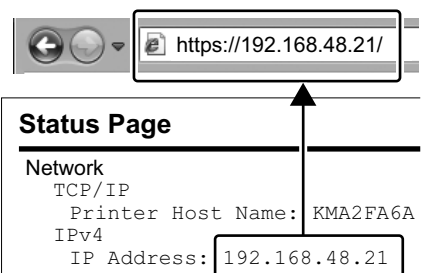 https://192.168.48.21/
Status Page
Network
TCP/IP
Printer Host Name: KMA2FA6A
IPv4
IP Address: 192.168.48.21